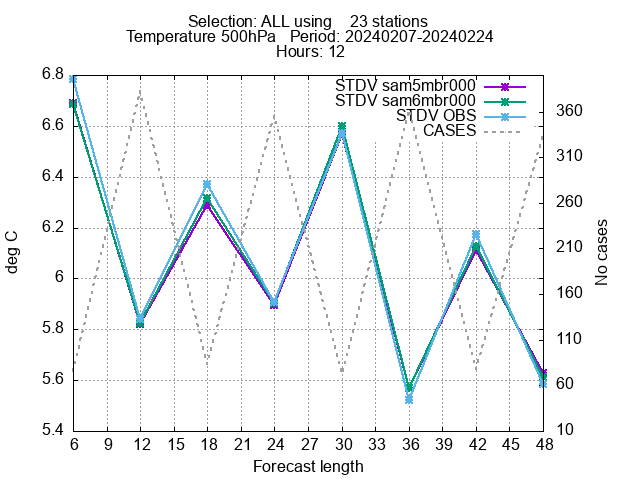 Selection: ALL using 23 stations
Temperature 500hPa Period: 20240207-20240224
Hours: 12
STDV sam5mbr000
STDV sam6mbr000
STDV OBS
CASES
deg C
6.8
6.6
6.4
6.2
6
5.8
5.6
5.4
No cases
360
310
260
210
160
110
60
10
6 9 12 15 18 21 24 27 30 33 36 39 42 45 48
Forecast length